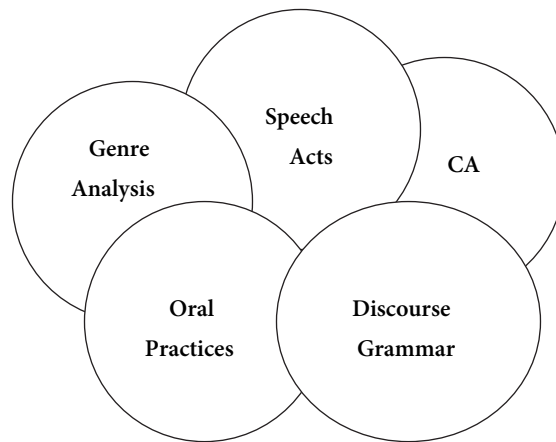 Speech
Acts
Genre
Analysis
CA
Oral
Practices
Discourse
Grammar